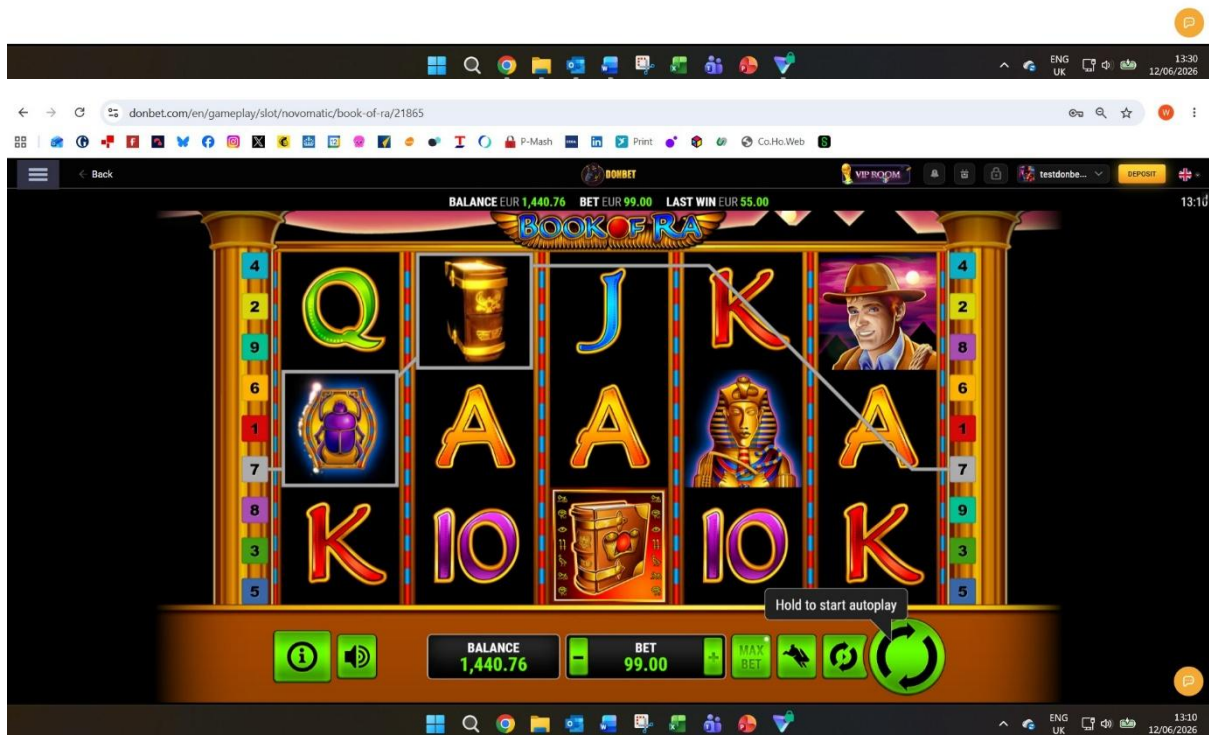 13:30
ENG
UK
12/06/2026
donbet.com/en/gameplay/slot/novomatic/book-of-ra/21865
P-Mash
Print
Co.Ho.Web
Back
DONBET
VIP ROOM
testdonbe...
DEPOSIT
BALANCE EUR 1,440.76 BET EUR 99.00 LAST WIN EUR 55.00
13:10
BOOK OF RA
4
2
9
6
1
7
8
3
5
Q
J
K
A
A
A
K
10
10
K
4
2
8
6
1
7
9
3
5
Hold to start autoplay
BALANCE
1,440.76
BET
99.00
MAX
BET
13:10
ENG
UK
12/06/2026